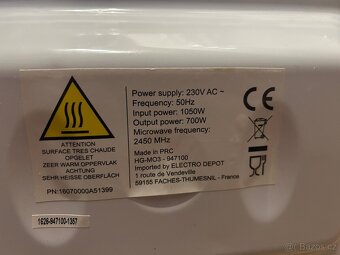 Power supply: 230V AC ~
Frequency: 50Hz
Input power: 1050W
Output power: 700W
Microwave frequency:
2450 MHz
Made in PRC
HG-MO3 - 947100
Imported by ELECTRO DEPOT
1 route de Vendeville
59155 FACHES-THUMESNIL - France
CE
ATTENTION
SURFACE TRES CHAUDE
OPGELET
ZEER WARM OPPERVLAK
ACHTUNG
SEHR HEISSE OBERFLÄCH
PN:16070000A51399
1626-947100-1357